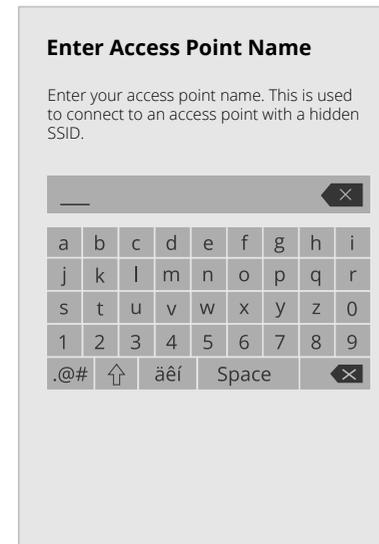 Enter Access Point Name
Enter your access point name. This is used
to connect to an access point with a hidden
SSID.
a b c d e f g h i
j k l m n o p q r
s t u v w x y z 0
1 2 3 4 5 6 7 8 9
.@# äêí Space